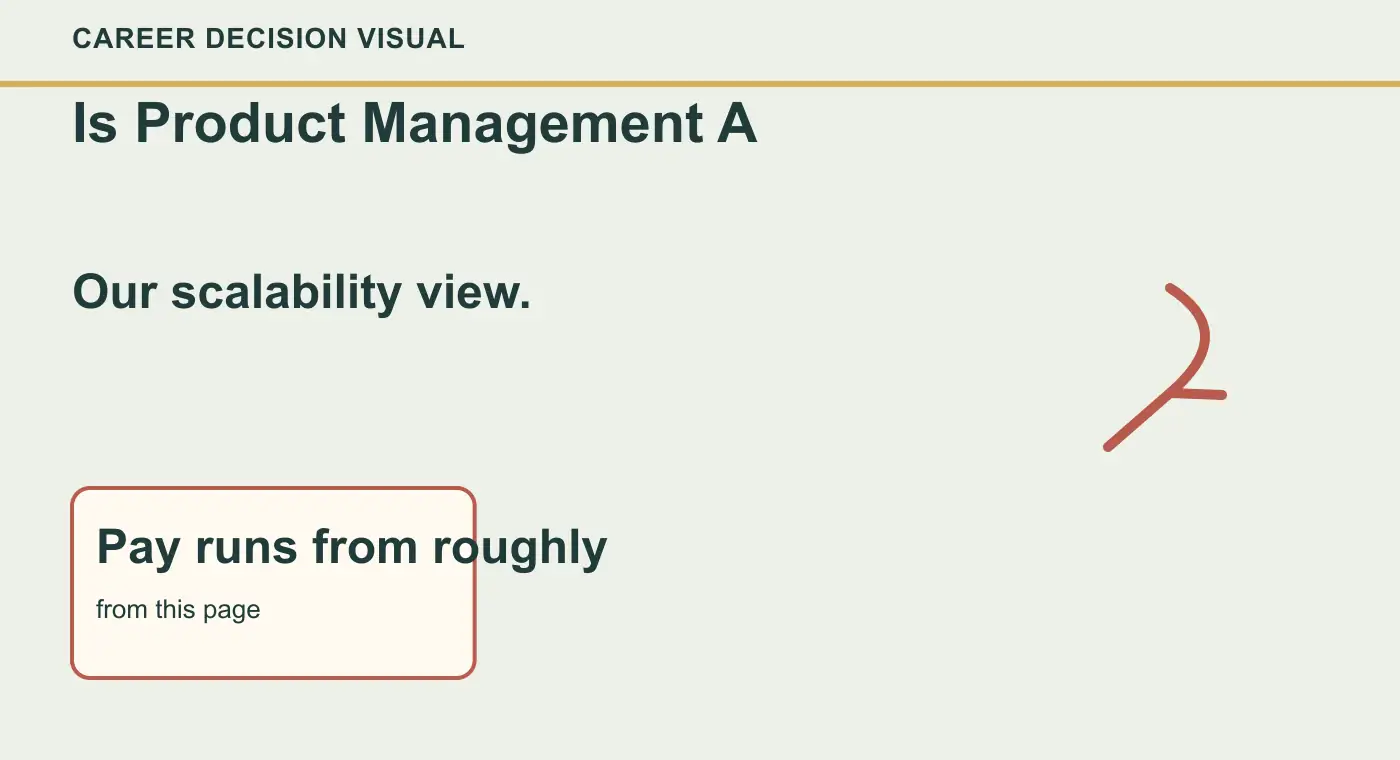 CAREER DECISION VISUAL
Is Product Management A
Our scalability view.
Pay runs from roughly
from this page